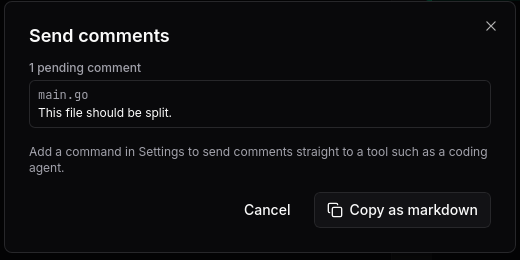 Send comments
1 pending comment
main.go
This file should be split.
Add a command in Settings to send comments straight to a tool such as a coding
agent.
Cancel
Copy as markdown